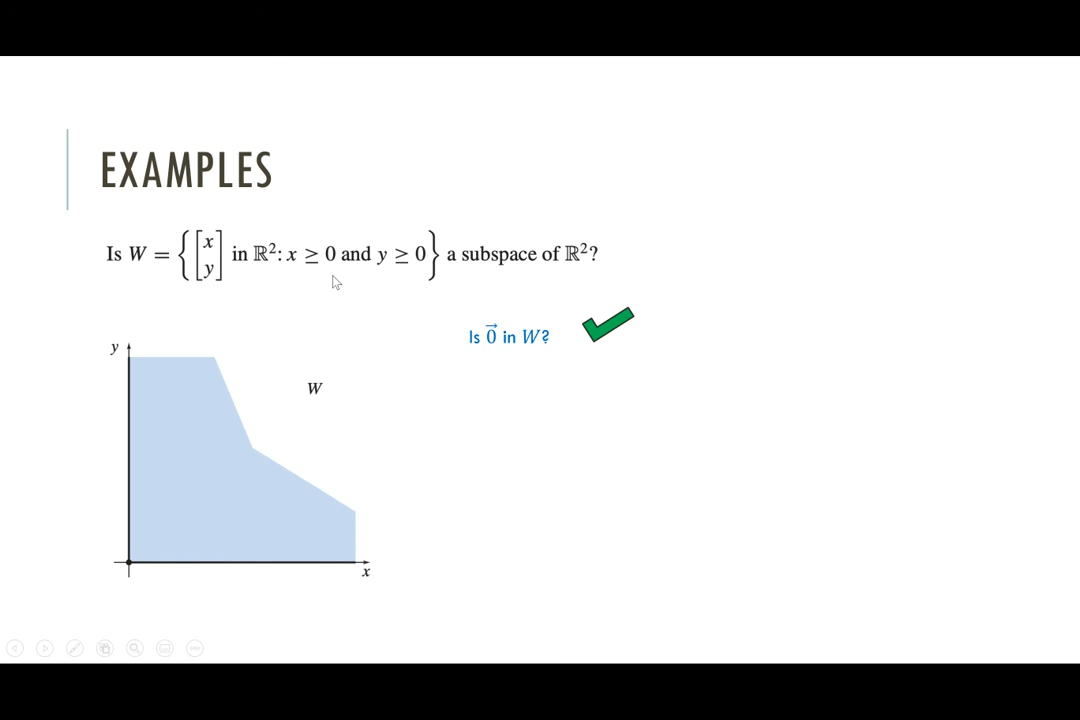 EXAMPLES
Is W = { [x y] in ℝ²: x ≥ 0 and y ≥ 0 } a subspace of ℝ²?
Is 0⃗ in W?
y
W
x